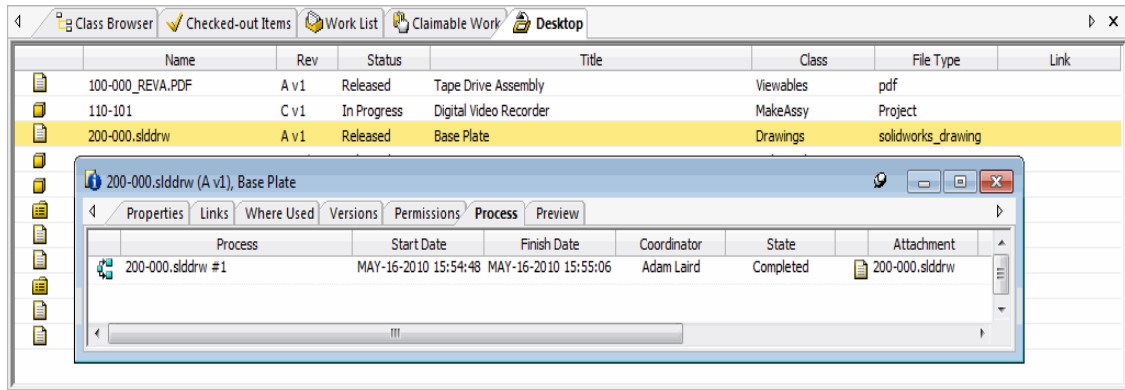 Class Browser Checked-out Items Work List Claimable Work Desktop
Name Rev Status Title Class File Type Link
100-000_REVA.PDF A v1 Released Tape Drive Assembly Viewables pdf
110-101 C v1 In Progress Digital Video Recorder MakeAssy Project
200-000.slddrw A v1 Released Base Plate Drawings solidworks_drawing
200-000.slddrw (A v1), Base Plate
Properties Links Where Used Versions Permissions Process Preview
Process Start Date Finish Date Coordinator State Attachment
200-000.slddrw #1 MAY-16-2010 15:54:48 MAY-16-2010 15:55:06 Adam Laird Completed 200-000.slddrw